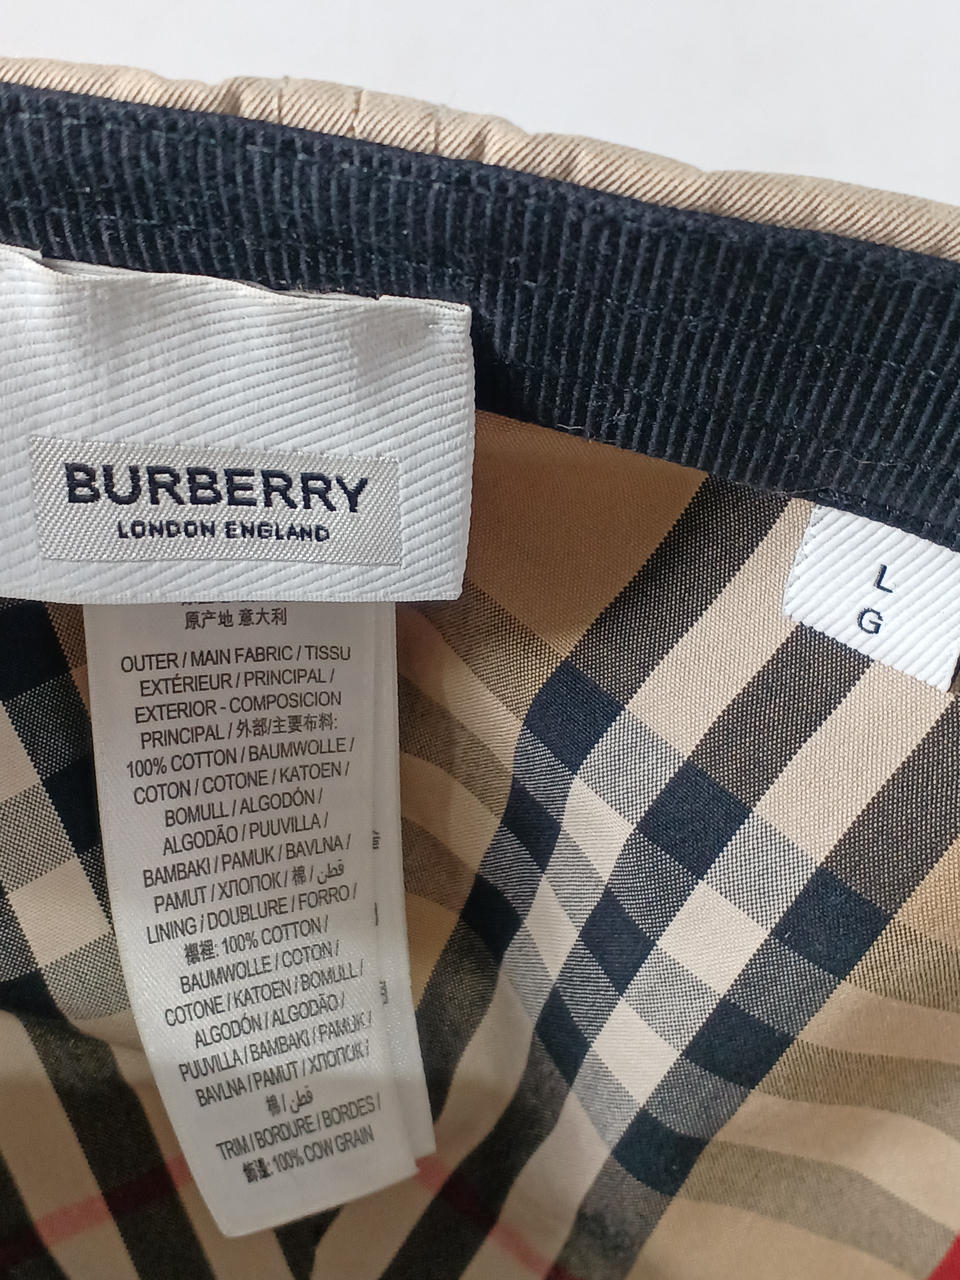 BURBERRY
LONDON ENGLAND
L
G
原产地 意大利
OUTER / MAIN FABRIC / TISSU
EXTÉRIEUR / PRINCIPAL /
EXTERIOR - COMPOSICION
PRINCIPAL / 外部/主要布料:
100% COTTON / BAUMWOLLE /
COTON / COTONE / KATOEN /
BOMULL / ALGODÓN /
ALGODÃO / PUUVILLA /
BAMBAKI / PAMUK / BAVLNA /
PAMUT / ХЛОПОК / 棉 / قطن /
LINING / DOUBLURE / FORRO /
裡: 100% COTTON /
BAUMWOLLE / COTON /
COTONE / KATOEN / BOMULL /
ALGODÓN / ALGODÃO /
PUUVILLA / BAMBAKI / PAMUK /
BAVLNA / PAMUT / ХЛОПОК /
棉 / قطن /
TRIM / BORDURE / BORDES /
100% COW GRAIN